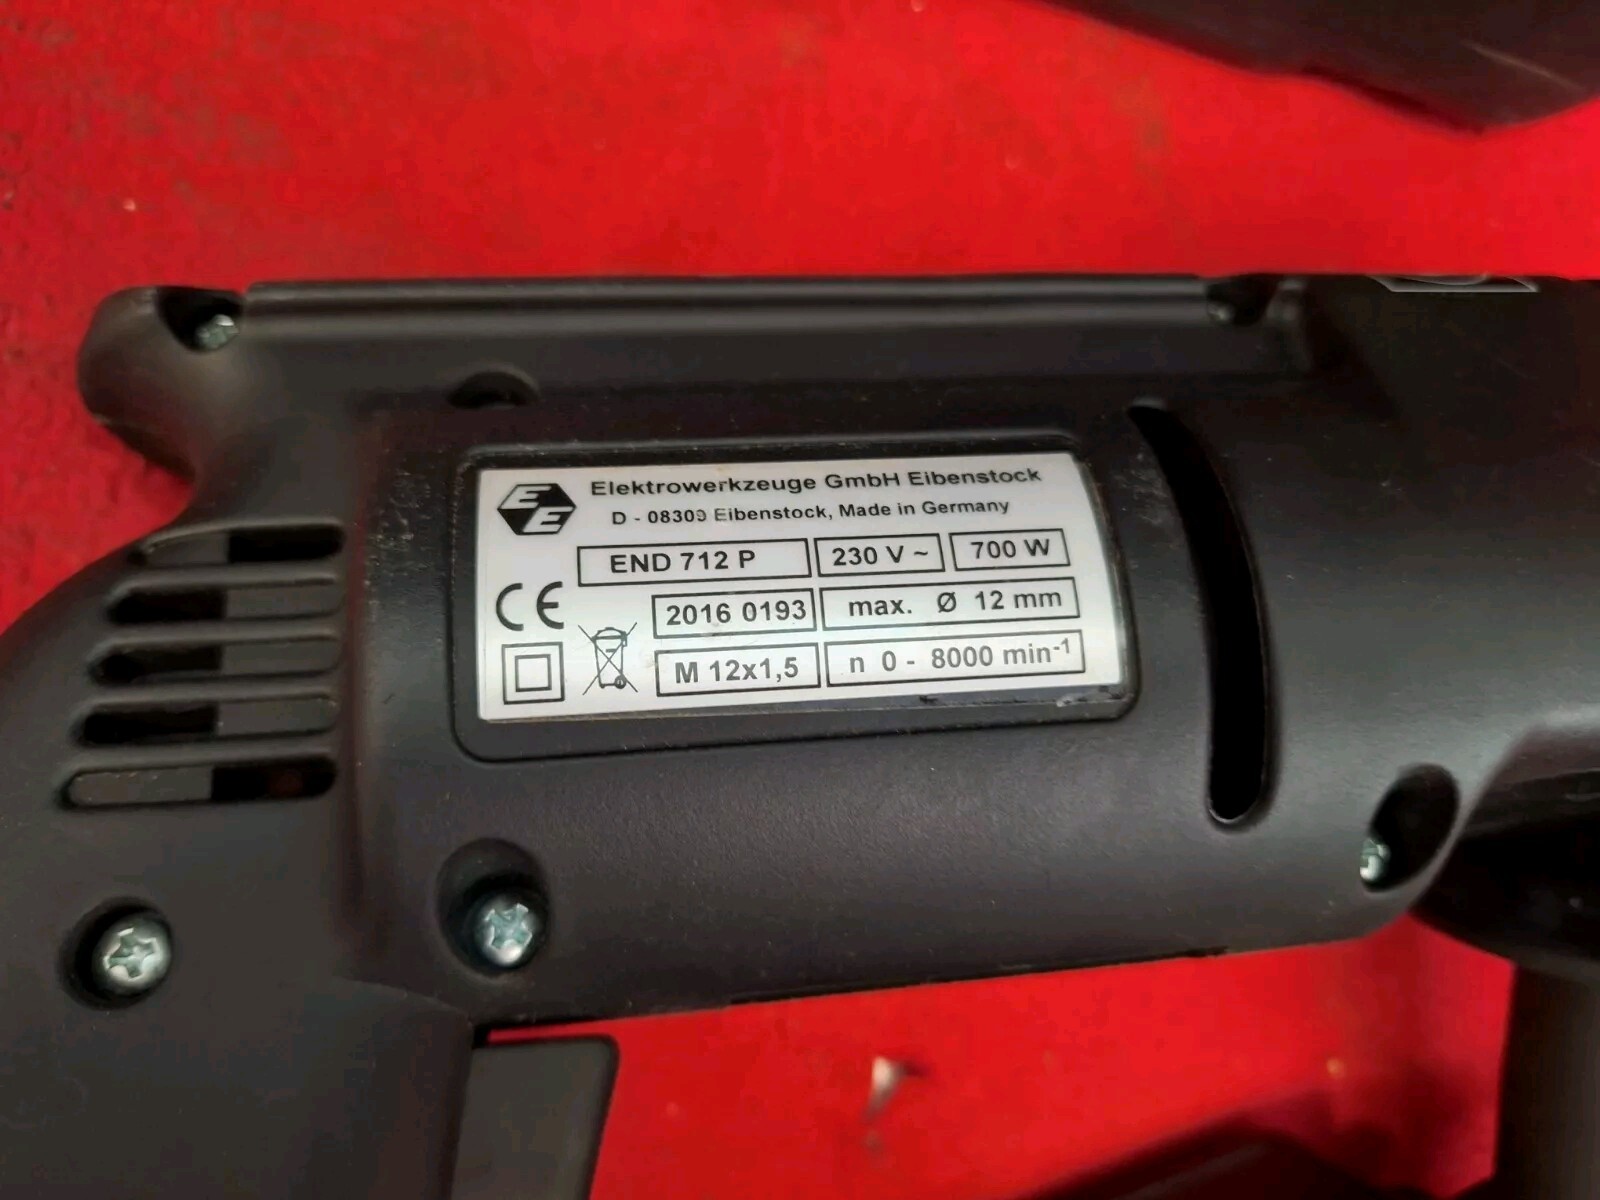 EE
Elektrowerkzeuge GmbH Eibenstock
D - 08309 Eibenstock, Made in Germany
END 712 P 230 V ~ 700 W
CE 2016 0193 max. Ø 12 mm
M 12x1,5 n 0 - 8000 min⁻¹